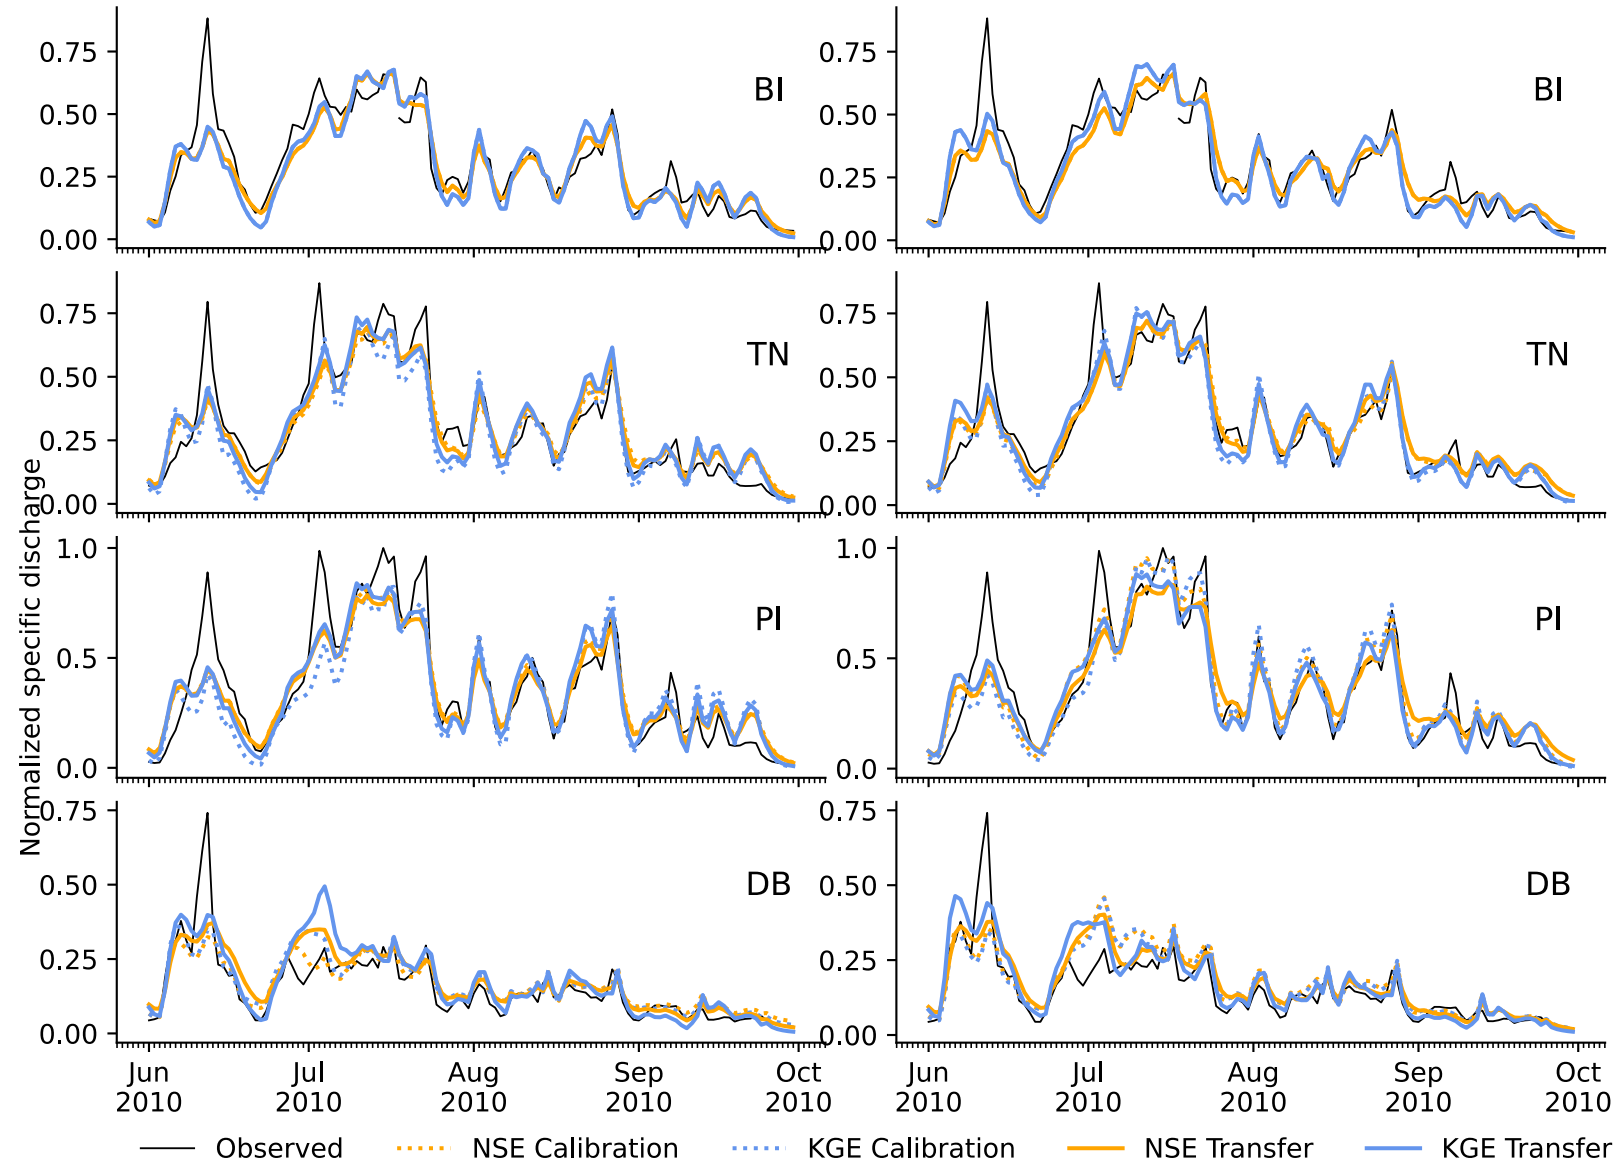 Normalized specific discharge
0.75
0.50
0.25
0.00
BI
0.75
0.50
0.25
0.00
BI
0.75
0.50
0.25
0.00
TN
0.75
0.50
0.25
0.00
TN
1.0
0.5
0.0
PI
1.0
0.5
0.0
PI
0.75
0.50
0.25
0.00
DB
0.75
0.50
0.25
0.00
DB
Jun Jul Aug Sep Oct
2010 2010 2010 2010 2010
Jun Jul Aug Sep Oct
2010 2010 2010 2010 2010
Observed NSE Calibration KGE Calibration NSE Transfer KGE Transfer